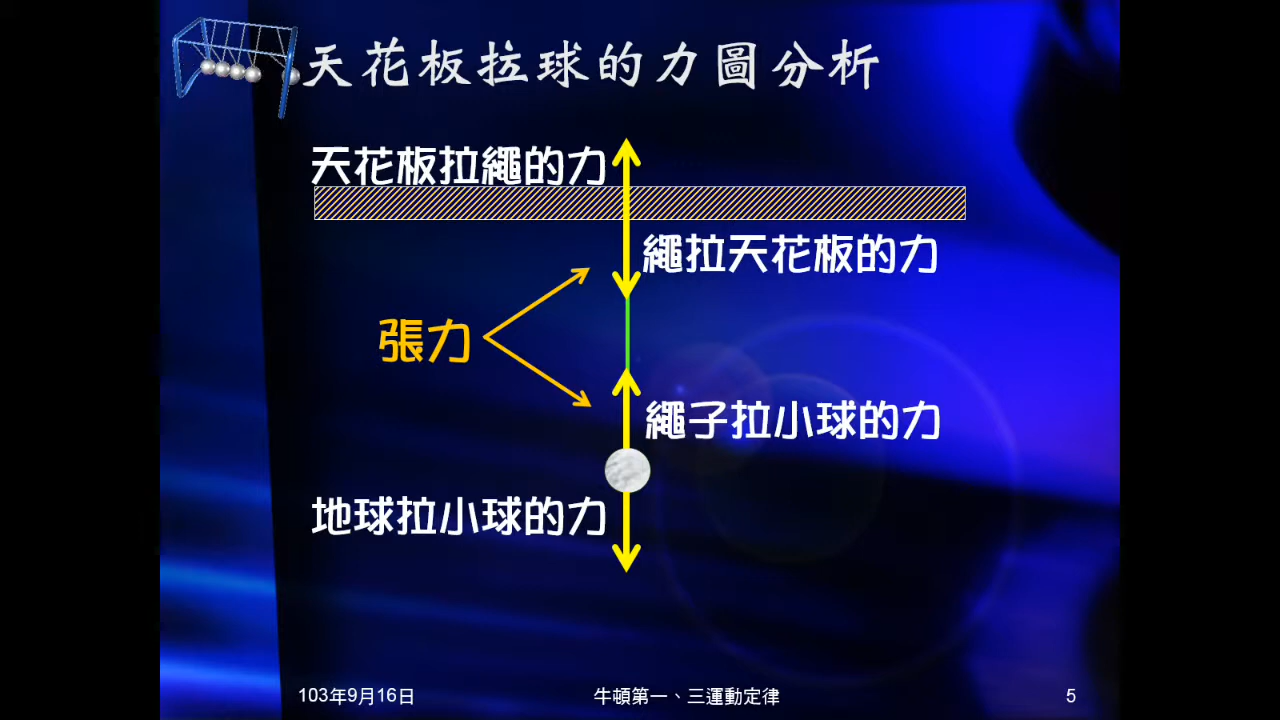 天花板拉球的力圖分析
天花板拉繩的力
繩拉天花板的力
張力
繩子拉小球的力
地球拉小球的力
103年9月16日
牛頓第一、三運動定律
5